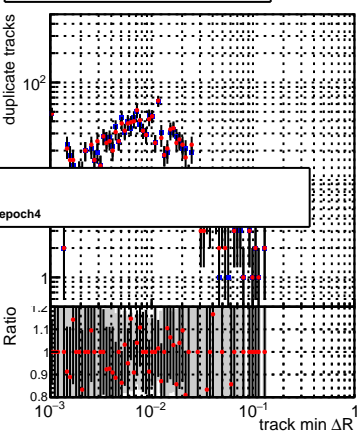 duplicate tracks
10²
epoch4
1
Ratio
1.2
1.1
1
0.9
0.8
10⁻³
10⁻²
10⁻¹
1
track min ΔR